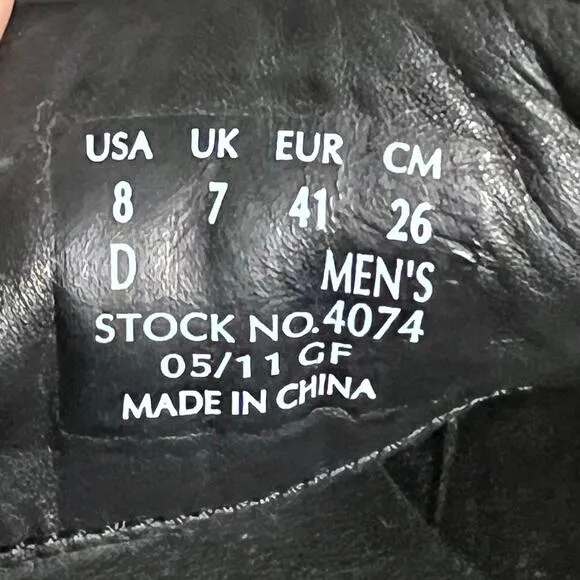 USA UK EUR CM
8 7 41 26
D MEN'S
STOCK NO. 4074
05/11 GF
MADE IN CHINA